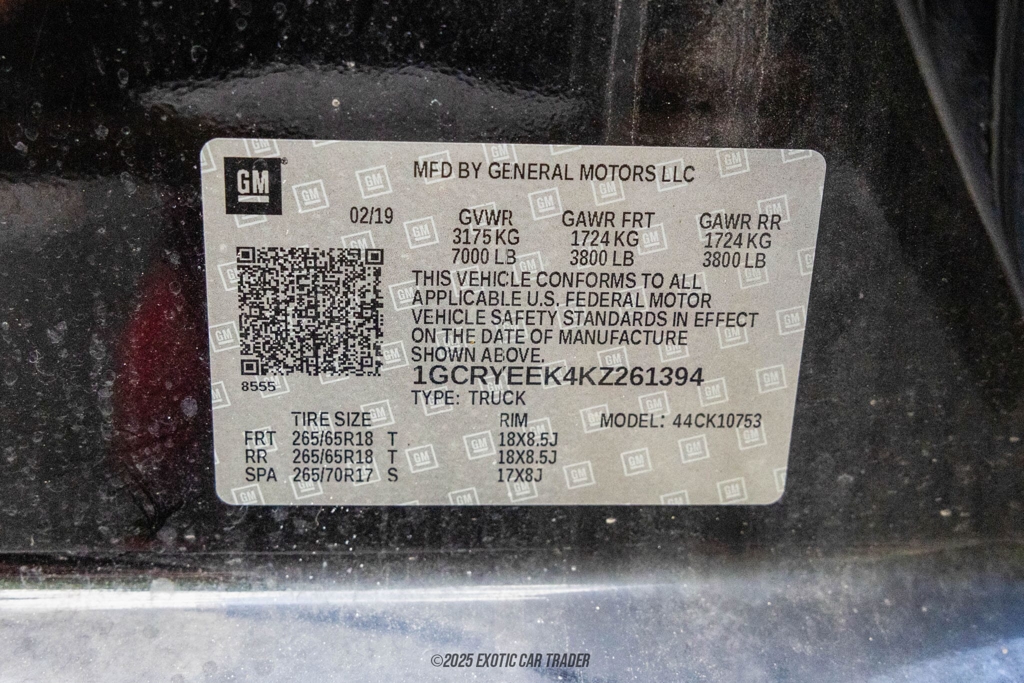 GM
MFD BY GENERAL MOTORS LLC
02/19 GVWR GAWR FRT GAWR RR
3175 KG 1724 KG 1724 KG
7000 LB 3800 LB 3800 LB
THIS VEHICLE CONFORMS TO ALL
APPLICABLE U.S. FEDERAL MOTOR
VEHICLE SAFETY STANDARDS IN EFFECT
ON THE DATE OF MANUFACTURE
SHOWN ABOVE.
8555
1GCRYEEK4KZ261394
TYPE: TRUCK
TIRE SIZE RIM MODEL: 44CK10753
FRT 265/65R18 T 18X8.5J
RR 265/65R18 T 18X8.5J
SPA 265/70R17 S 17X8J
©2025 EXOTIC CAR TRADER